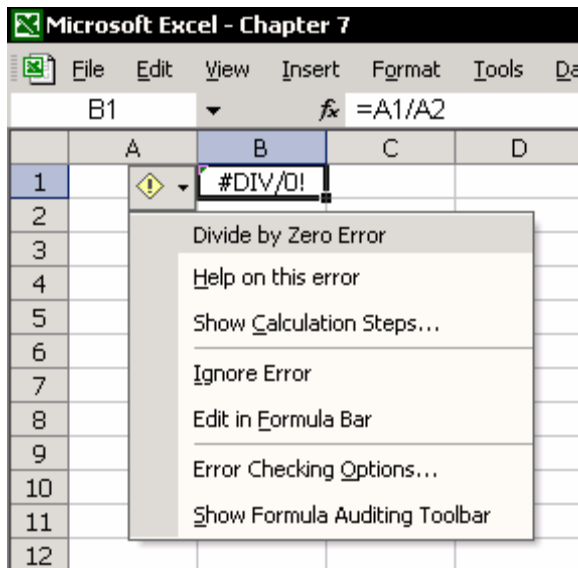 Microsoft Excel - Chapter 7
File Edit View Insert Format Tools Da
B1 fx =A1/A2
A B C D
1 #DIV/0!
2
3
4
5
6
7
8
9
10
11
12
Divide by Zero Error
Help on this error
Show Calculation Steps...
Ignore Error
Edit in Formula Bar
Error Checking Options...
Show Formula Auditing Toolbar